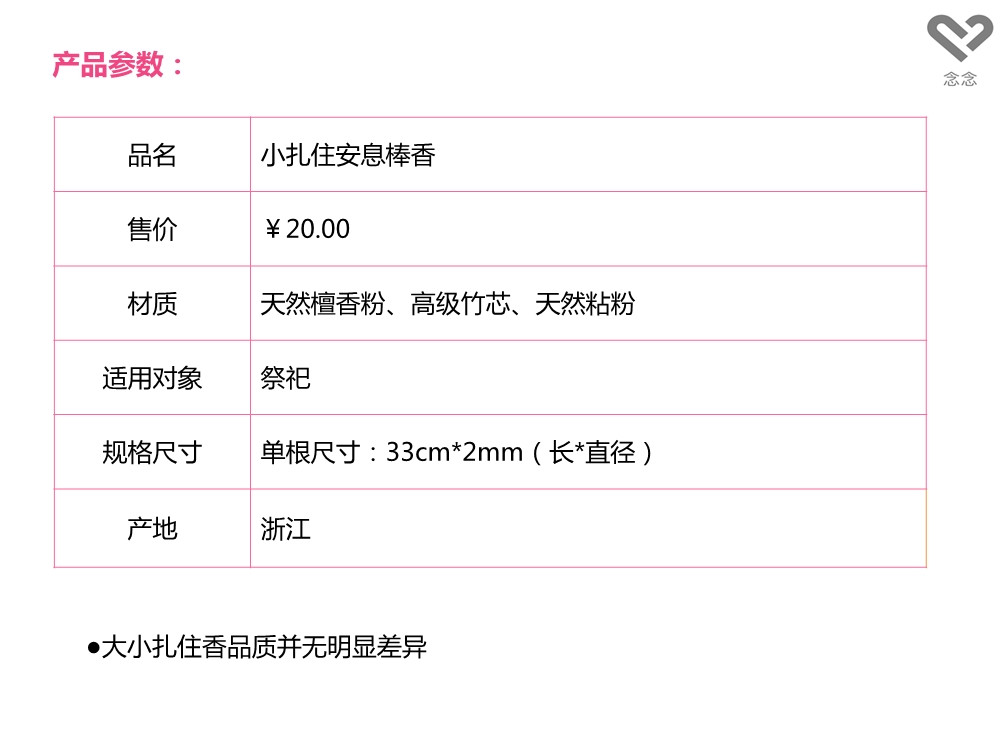 产品参数：
念念
品名 小扎住安息棒香
售价 ￥20.00
材质 天然檀香粉、高级竹芯、天然粘粉
适用对象 祭祀
规格尺寸 单根尺寸：33cm*2mm（长*直径）
产地 浙江
●大小扎住香品质并无明显差异